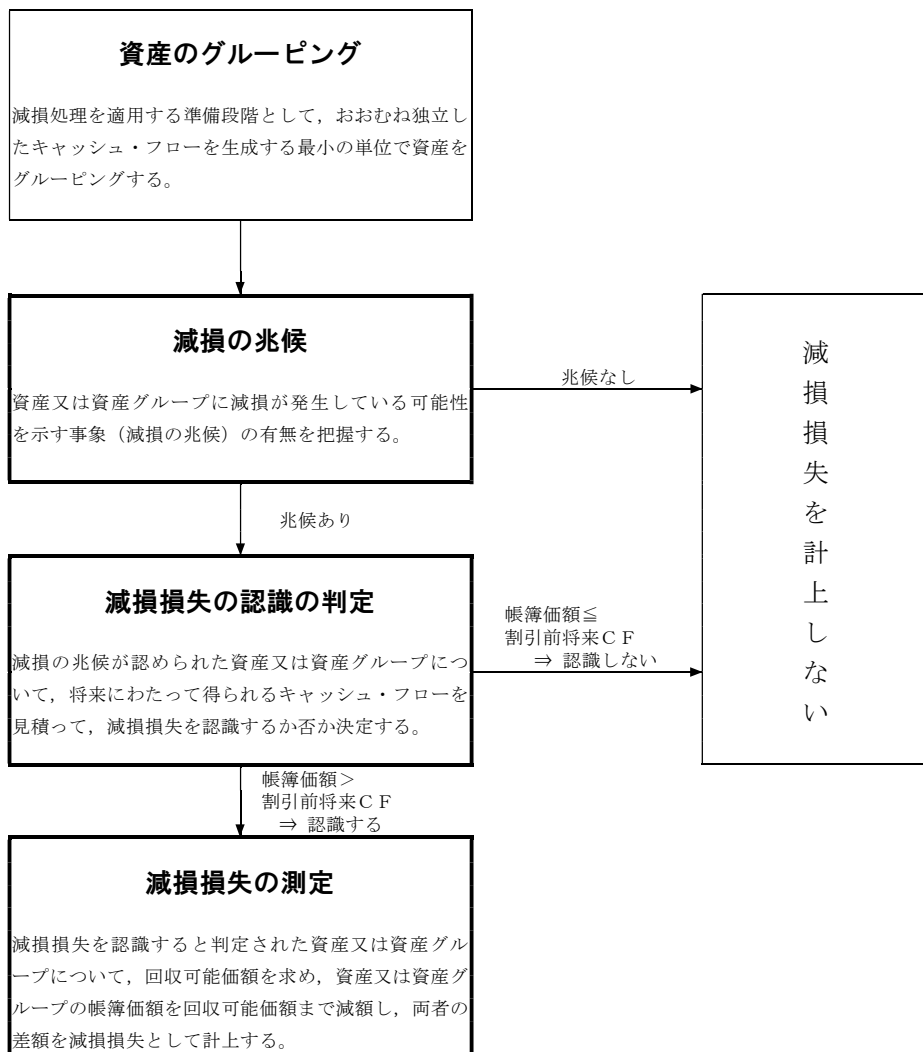 資産のグルーピング
減損処理を適用する準備段階として，おおむね独立し
たキャッシュ・フローを生成する最小の単位で資産を
グルーピングする。
減損の兆候
資産又は資産グループに減損が発生している可能性
を示す事象（減損の兆候）の有無を把握する。
兆候なし
減損損失を計上しない
兆候あり
減損損失の認識の判定
減損の兆候が認められた資産又は資産グループにつ
いて，将来にわたって得られるキャッシュ・フローを
見積って，減損損失を認識するか否か決定する。
帳簿価額≦
割引前将来ＣＦ
⇒ 認識しない
帳簿価額＞
割引前将来ＣＦ
⇒ 認識する
減損損失の測定
減損損失を認識すると判定された資産又は資産グル
ープについて，回収可能価額を求め，資産又は資産グ
ループの帳簿価額を回収可能価額まで減額し，両者の
差額を減損損失として計上する。